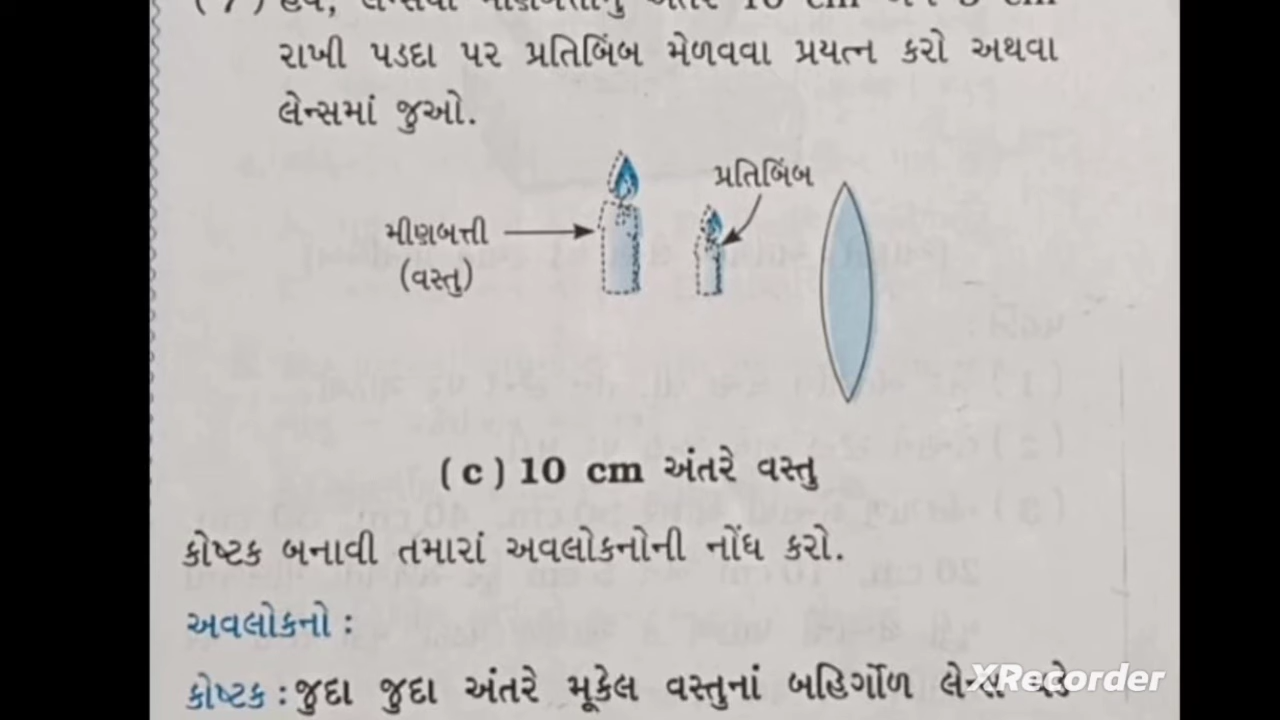 રાખી પડદા પર પ્રતિબિંબ મેળવવા પ્રયત્ન કરો અથવા
લેન્સમાં જુઓ.
પ્રતિબિંબ
મીણબત્તી
(વસ્તુ)
(c) 10 cm અંતરે વસ્તુ
કોષ્ટક બનાવી તમારાં અવલોકનોની નોંધ કરો.
અવલોકનો :
કોષ્ટક : જુદા જુદા અંતરે મૂકેલ વસ્તુનાં બહિર્ગોળ લેન્સ
XRecorder